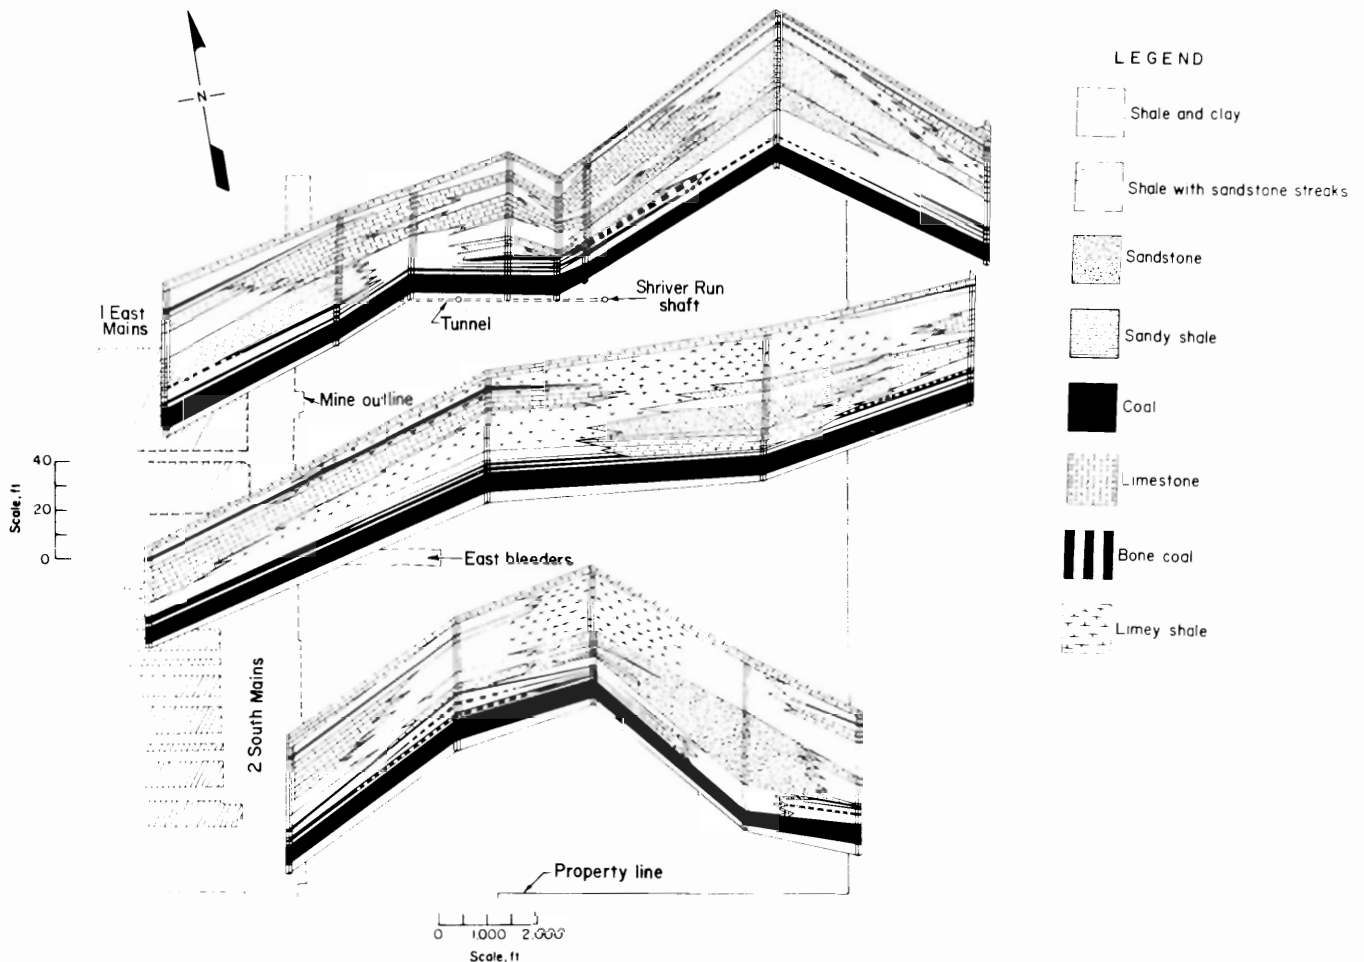 N
LEGEND
Shale and clay
Shale with sandstone streaks
Sandstone
Sandy shale
Coal
Limestone
Bone coal
Limey shale
1 East
Mains
Shriver Run
shaft
Tunnel
Mine outline
40
20
0
Scale, ft
East bleeders
2 South Mains
Property line
0 1,000 2,000
Scale, ft